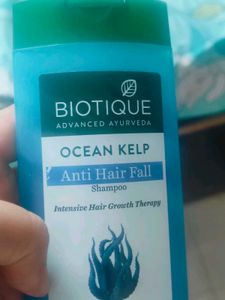 BIOTIQUE
ADVANCED AYURVEDA
OCEAN KELP
Anti Hair Fall
Shampoo
Intensive Hair Growth Therapy